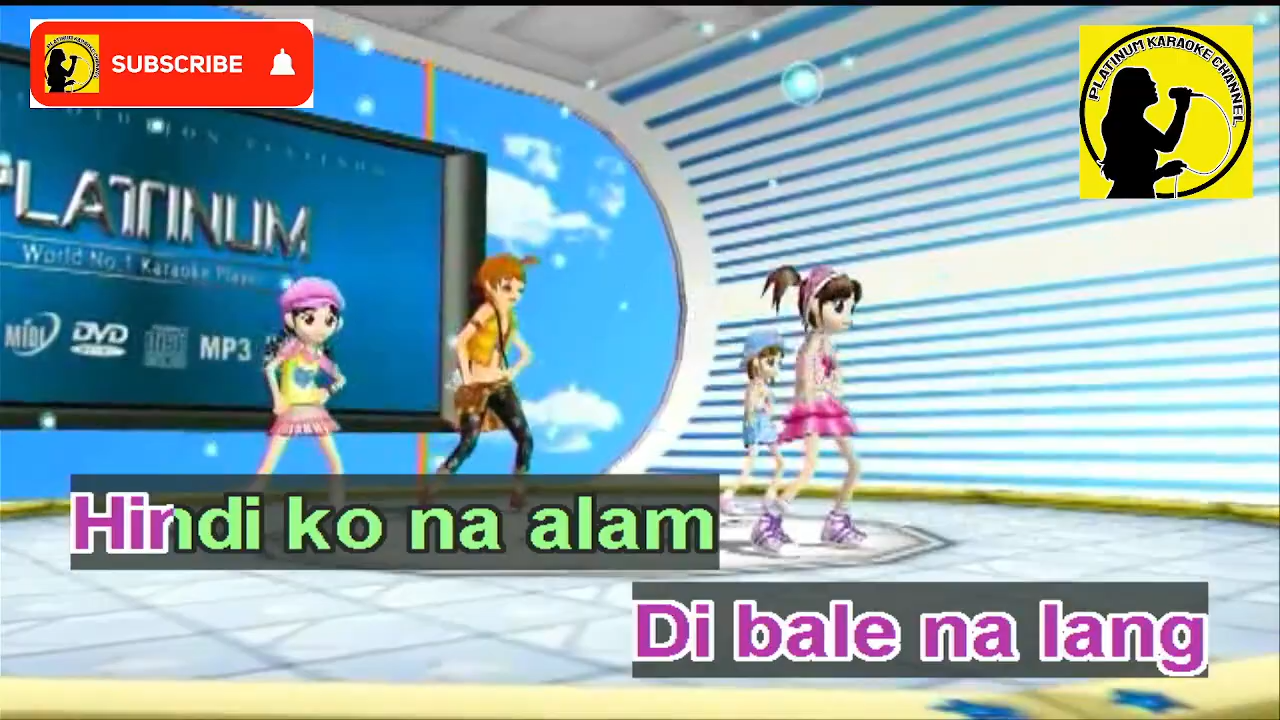 SUBSCRIBE
PLATINUM KARAOKE CHANNEL
PLATINUM
World No.1 Karaoke Player
MIDI DVD MP3
Hindi ko na alam
Di bale na lang